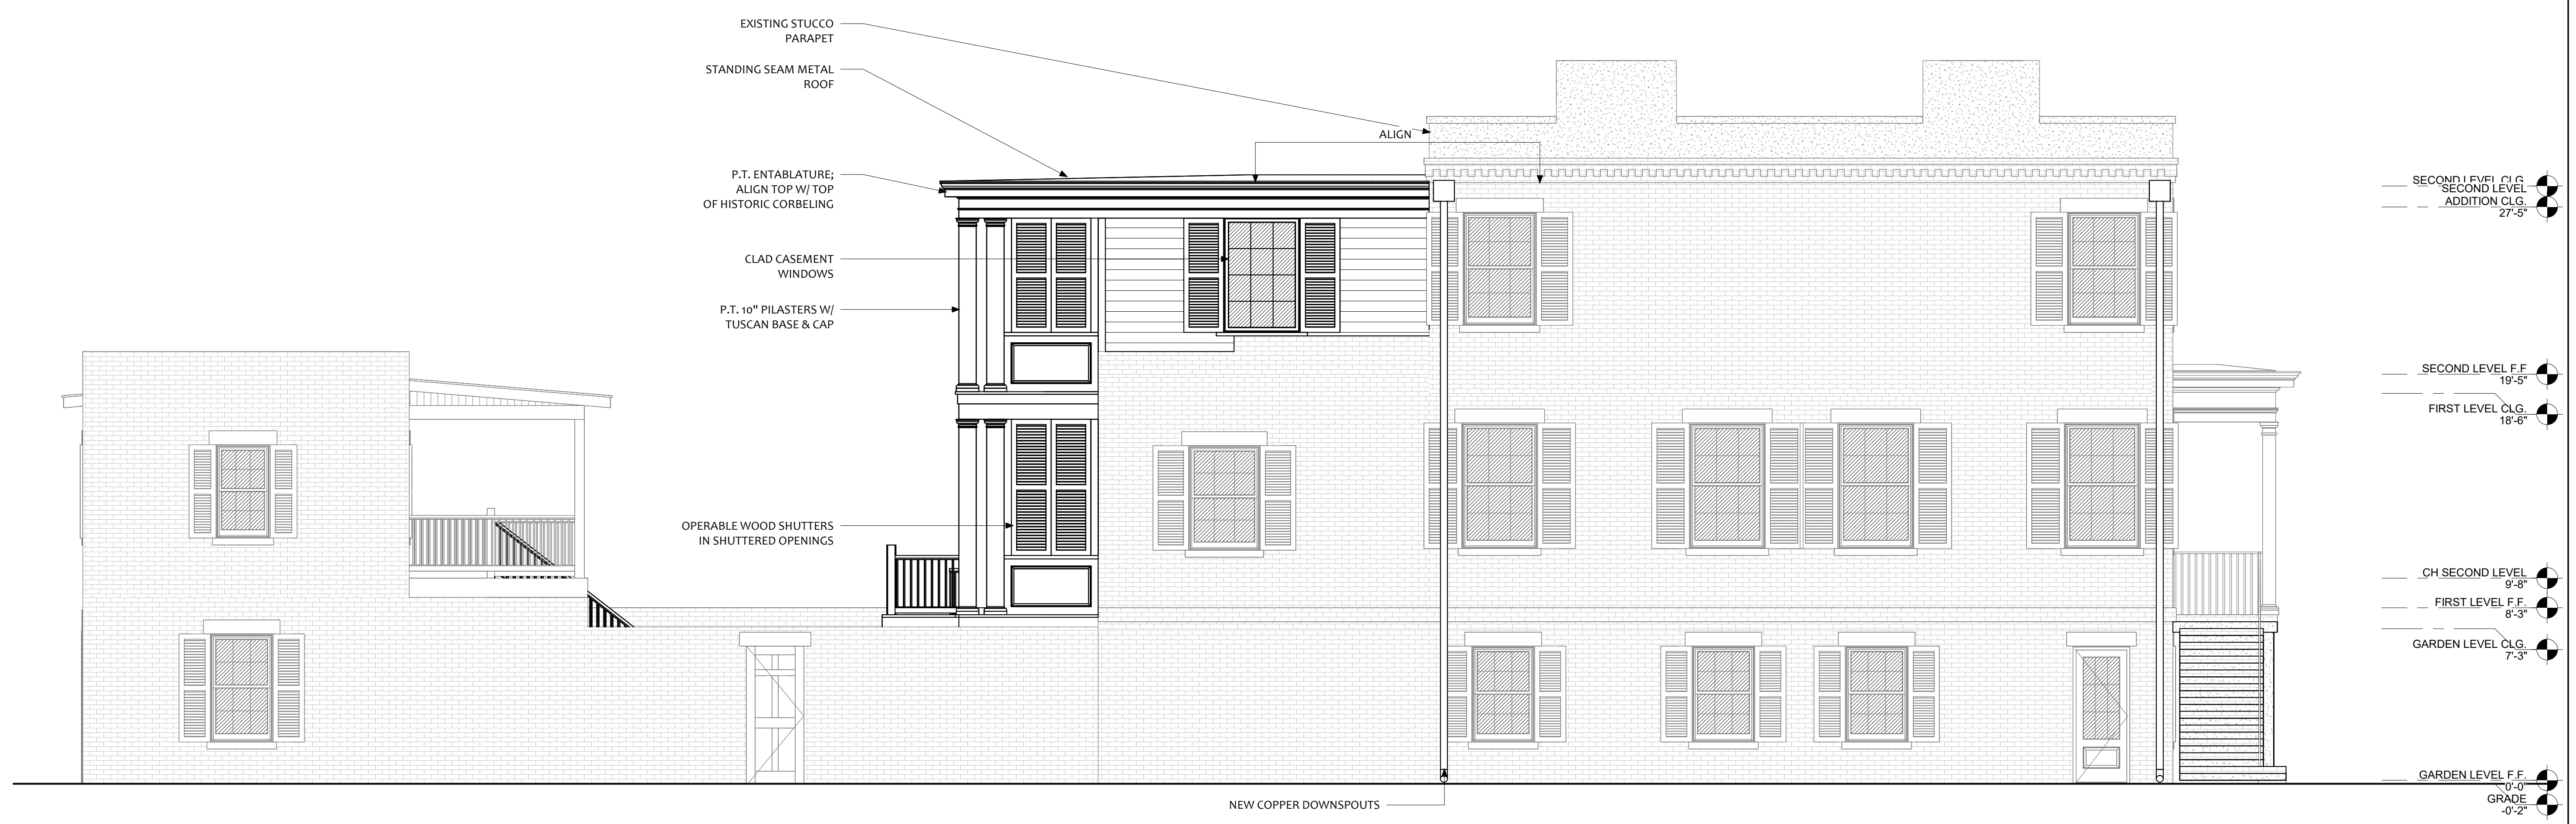 EXISTING STUCCO
PARAPET
STANDING SEAM METAL
ROOF
ALIGN
P.T. ENTABLATURE;
ALIGN TOP W/ TOP
OF HISTORIC CORBELING
CLAD CASEMENT
WINDOWS
P.T. 10" PILASTERS W/
TUSCAN BASE & CAP
OPERABLE WOOD SHUTTERS
IN SHUTTERED OPENINGS
NEW COPPER DOWNSPOUTS
SECOND LEVEL CLG.
SECOND LEVEL
ADDITION CLG.
27'-5"
SECOND LEVEL F.F
19'-5"
FIRST LEVEL CLG.
18'-6"
CH SECOND LEVEL
9'-8"
FIRST LEVEL F.F.
8'-3"
GARDEN LEVEL CLG.
7'-3"
GARDEN LEVEL F.F.
0'-0"
GRADE
-0'-2"